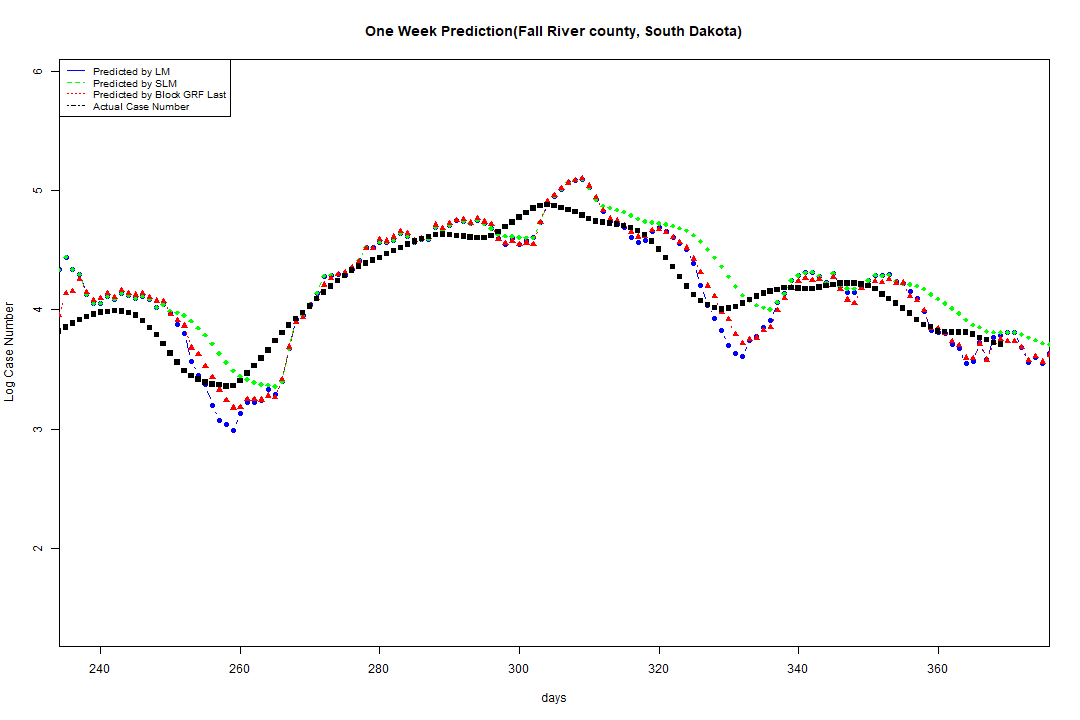 One Week Prediction(Fall River county, South Dakota)
Predicted by LM
Predicted by SLM
Predicted by Block GRF Last
Actual Case Number
6
5
4
3
2
Log Case Number
240 260 280 300 320 340 360
days